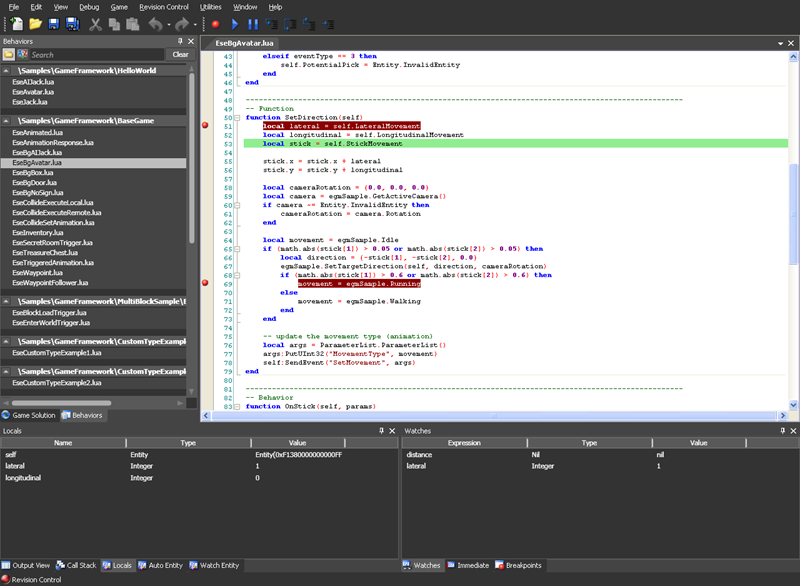 File Edit View Debug Game Revision Control Utilities Window Help
Behaviors
Search Clear
\Samples\GameFramework\HelloWorld
EseAIJack.lua
EseAvatar.lua
EseJack.lua
\Samples\GameFramework\BaseGame
EseAnimated.lua
EseAnimationResponse.lua
EseBgAIJack.lua
EseBgAvatar.lua
EseBgBox.lua
EseBgDoor.lua
EseBgNoSign.lua
EseCollideExecuteLocal.lua
EseCollideExecuteRemote.lua
EseCollideSetAnimation.lua
EseInventory.lua
EseSecretRoomTrigger.lua
EseTreasureChest.lua
EseTriggeredAnimation.lua
EseWaypoint.lua
EseWaypointFollower.lua
\Samples\GameFramework\MultiBlockSample\B
EseBlockLoadTrigger.lua
EseEnterWorldTrigger.lua
\Samples\GameFramework\CustomTypeExampl
EseCustomTypeExample1.lua
\Samples\GameFramework\CustomTypeExampl
EseCustomTypeExample2.lua
Game Solution Behaviors
EseBgAvatar.lua
43 elseif eventType == 3 then
44 self.PotentialPick = Entity.InvalidEntity
45 end
46 end
47
48 --------------------------------------------------------------------------------
49 -- Function
50 function SetDirection(self)
51 local lateral = self.LateralMovement
52 local longitudinal = self.LongitudinalMovement
53 local stick = self.StickMovement
54
55 stick.x = stick.x + lateral
56 stick.y = stick.y + longitudinal
57
58 local cameraRotation = (0.0, 0.0, 0.0)
59 local camera = egmSample.GetActiveCamera()
60 if camera ~= Entity.InvalidEntity then
61 cameraRotation = camera.Rotation
62 end
63
64 local movement = egmSample.Idle
65 if (math.abs(stick[1]) > 0.05 or math.abs(stick[2]) > 0.05) then
66 local direction = (-stick[1], -stick[2], 0.0)
67 egmSample.SetTargetDirection(self, direction, cameraRotation)
68 if (math.abs(stick[1]) > 0.6 or math.abs(stick[2]) > 0.6) then
69 movement = egmSample.Running
70 else
71 movement = egmSample.Walking
72 end
73 end
74
75 -- update the movement type (animation)
76 local args = ParameterList.ParameterList()
77 args:PutUInt32("MovementType", movement)
78 self:SendEvent("SetMovement", args)
79 end
80
81 --------------------------------------------------------------------------------
82 -- Behavior
83 function OnStick(self, params)
Locals
Name Type Value
self Entity Entity(0xF1380000000000FF
lateral Integer 1
longitudinal Integer 0
Watches
Expression Type Value
distance Nil nil
lateral Integer 1
Output View Call Stack Locals Auto Entity Watch Entity
Watches Immediate Breakpoints
Revision Control